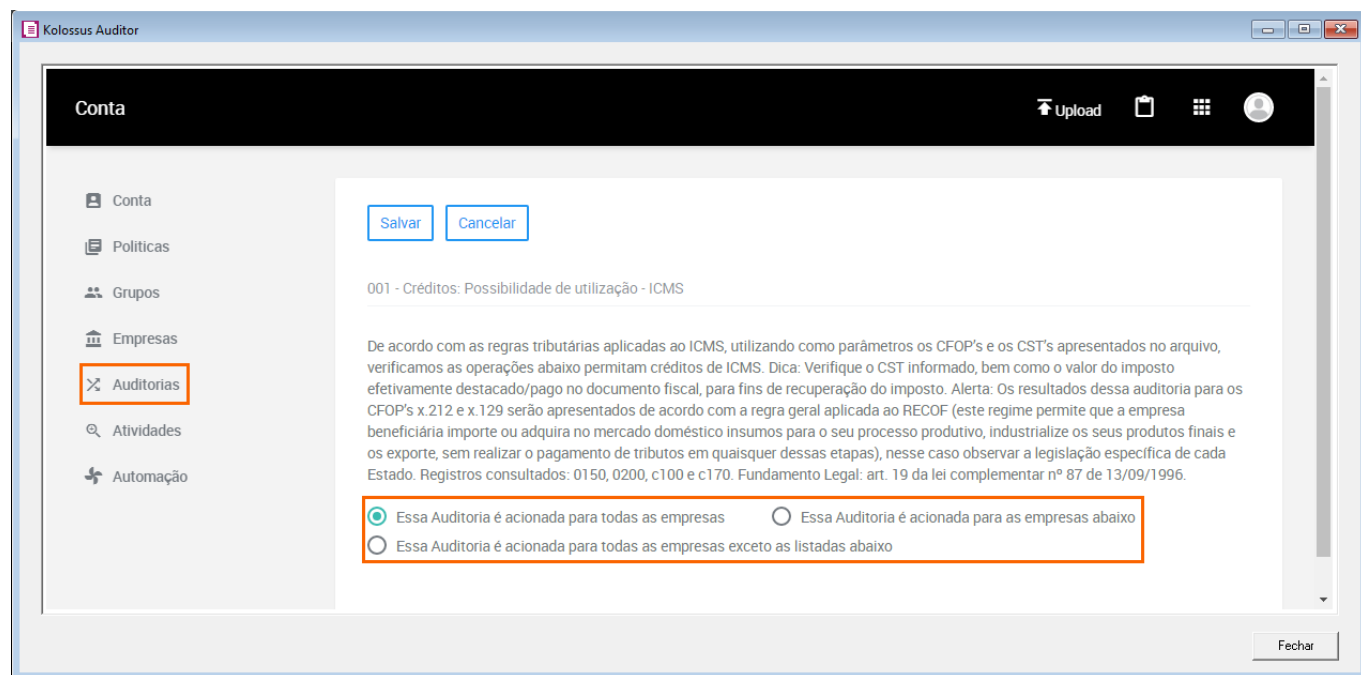 Kolossus Auditor
Conta
Upload
Conta
Politicas
Grupos
Empresas
Auditorias
Atividades
Automação
Salvar Cancelar
001 - Créditos: Possibilidade de utilização - ICMS
De acordo com as regras tributárias aplicadas ao ICMS, utilizando como parâmetros os CFOP's e os CST's apresentados no arquivo,
verificamos as operações abaixo permitam créditos de ICMS. Dica: Verifique o CST informado, bem como o valor do imposto
efetivamente destacado/pago no documento fiscal, para fins de recuperação do imposto. Alerta: Os resultados dessa auditoria para os
CFOP's x.212 e x.129 serão apresentados de acordo com a regra geral aplicada ao RECOF (este regime permite que a empresa
beneficiária importe ou adquira no mercado doméstico insumos para o seu processo produtivo, industrialize os seus produtos finais e
os exporte, sem realizar o pagamento de tributos em quaisquer dessas etapas), nesse caso observar a legislação específica de cada
Estado. Registros consultados: 0150, 0200, c100 e c170. Fundamento Legal: art. 19 da lei complementar nº 87 de 13/09/1996.
Essa Auditoria é acionada para todas as empresas Essa Auditoria é acionada para as empresas abaixo
Essa Auditoria é acionada para todas as empresas exceto as listadas abaixo
Fechar